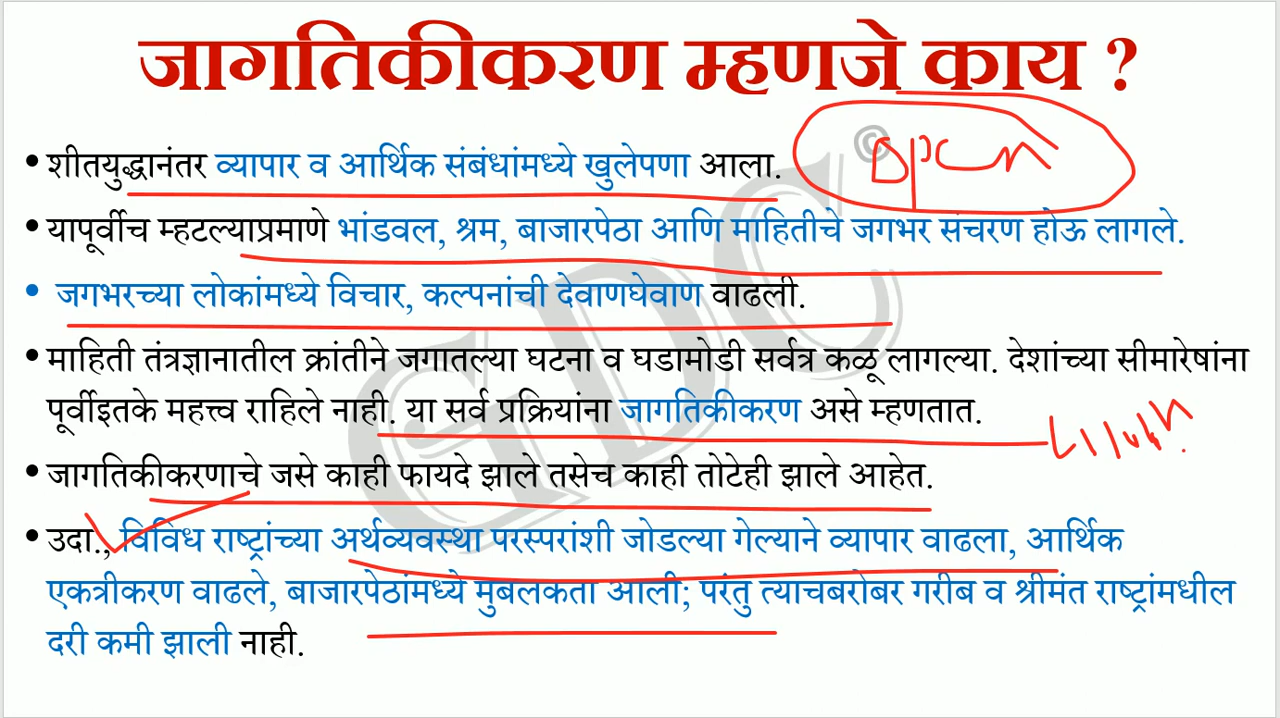 जागतिकीकरण म्हणजे काय ?
©
open
• शीतयुद्धानंतर व्यापार व आर्थिक संबंधांमध्ये खुलेपणा आला.
• यापूर्वीच म्हटल्याप्रमाणे भांडवल, श्रम, बाजारपेठा आणि माहितीचे जगभर संचरण होऊ लागले.
• जगभरच्या लोकांमध्ये विचार, कल्पनांची देवाणघेवाण वाढली.
• माहिती तंत्रज्ञानातील क्रांतीने जगातल्या घटना व घडामोडी सर्वत्र कळू लागल्या. देशांच्या सीमारेषांना
पूर्वीइतके महत्त्व राहिले नाही. या सर्व प्रक्रियांना जागतिकीकरण असे म्हणतात.
• जागतिकीकरणाचे जसे काही फायदे झाले तसेच काही तोटेही झाले आहेत.
• उदा., विविध राष्ट्रांच्या अर्थव्यवस्था परस्परांशी जोडल्या गेल्याने व्यापार वाढला, आर्थिक
एकत्रीकरण वाढले, बाजारपेठांमध्ये मुबलकता आली; परंतु त्याचबरोबर गरीब व श्रीमंत राष्ट्रांमधील
दरी कमी झाली नाही.
GDC